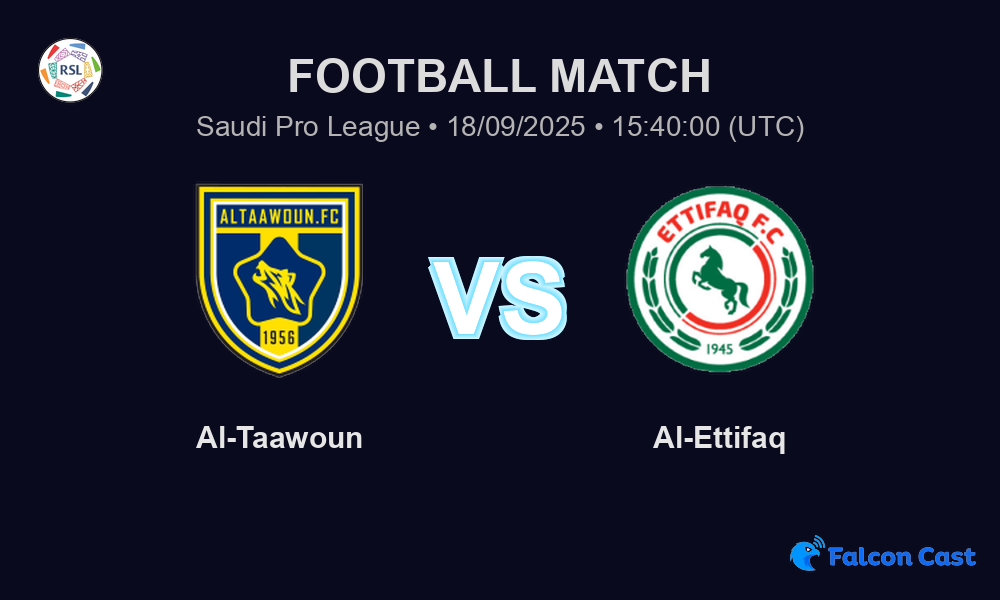 RSL
FOOTBALL MATCH
Saudi Pro League • 18/09/2025 • 15:40:00 (UTC)
ALTAAWOUN.FC
1956
VS
ETTIFAQ F.C
1945
Al-Taawoun
Al-Ettifaq
Falcon Cast